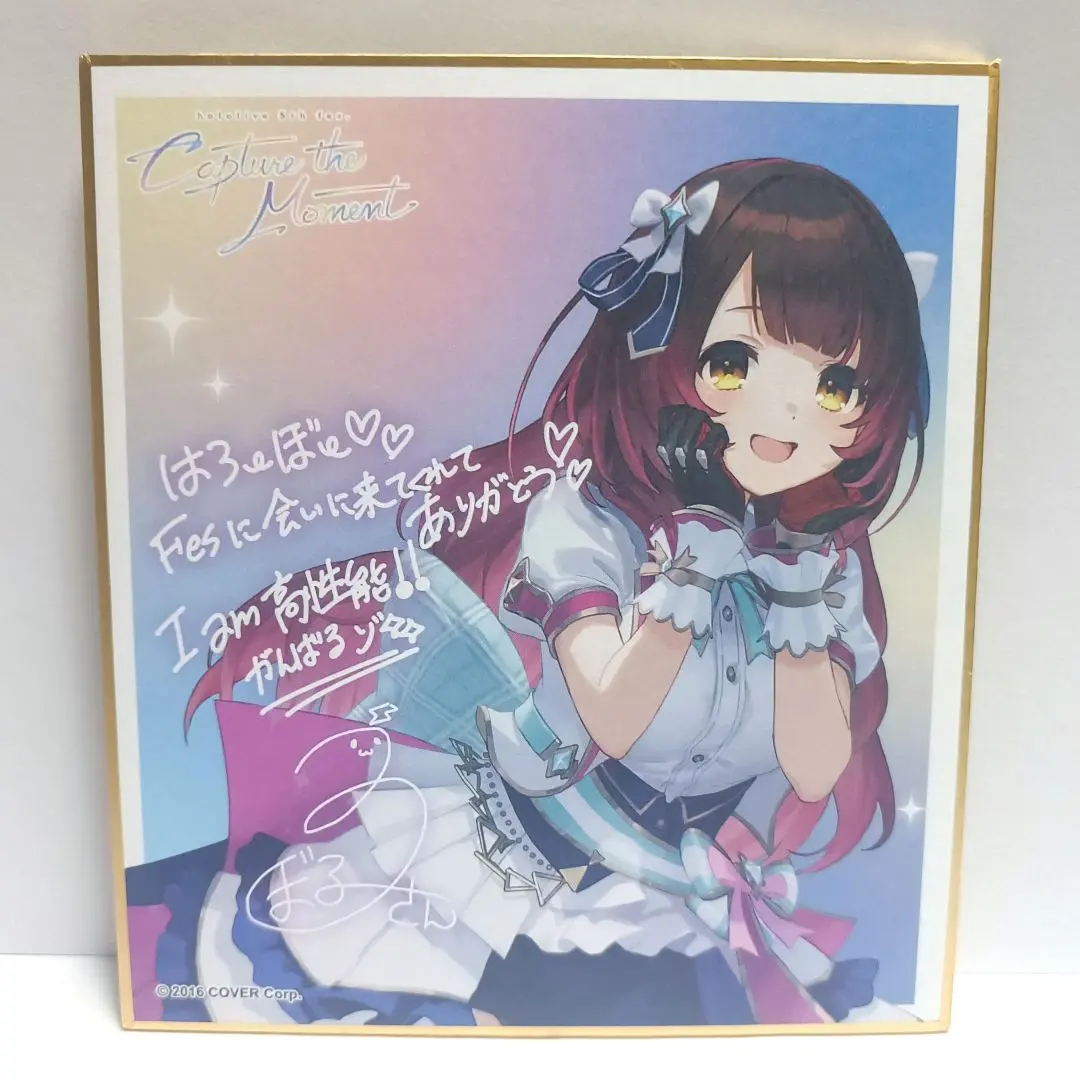 hololive 5th fes.
Capture the
Moment
はろーぼー♡♡
Fesに会いに来てくれて
ありがとう♡♡
I am 高性能!!
がんばるゾ
ろぼろさん
© 2016 COVER Corp.